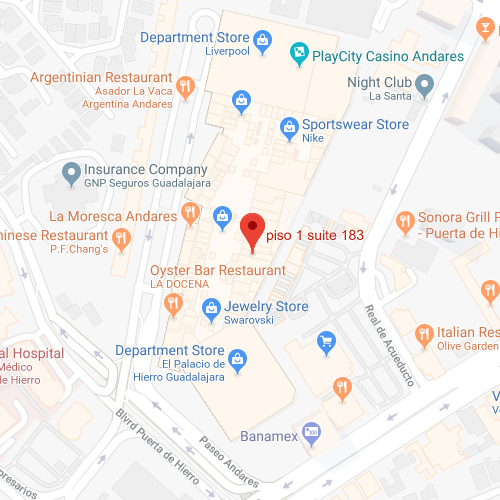 Department Store
Liverpool
PlayCity Casino Andares
Argentinian Restaurant
Asador La Vaca
Argentina Andares
Night Club
La Santa
Sportswear Store
Nike
Insurance Company
GNP Seguros Guadalajara
La Moresca Andares
Sonora Grill P
- Puerta de H
inese Restaurant
P.F.Chang's
piso 1 suite 183
Oyster Bar Restaurant
LA DOCENA
Jewelry Store
Swarovski
Real de Acueducto
Italian Res
Olive Garden
al Hospital
Médico
de Hierro
Department Store
El Palacio de
Hierro Guadalajara
Blvrd Puerta de Hierro
Paseo Andares
Banamex
presarios